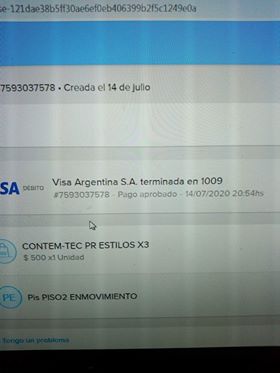 se-121dae38b5ff30ae6ef0eb406399b2f5c1249e0a
7593037578 • Creada el 14 de julio
SA DÉBITO
Visa Argentina S.A. terminada en 1009
#7593037578 - Pago aprobado - 14/07/2020 20:54hs
CONTEM-TEC PR ESTILOS X3
$ 500 x1 Unidad
PE
Pis PISO2 ENMOVIMIENTO
Tengo un problema